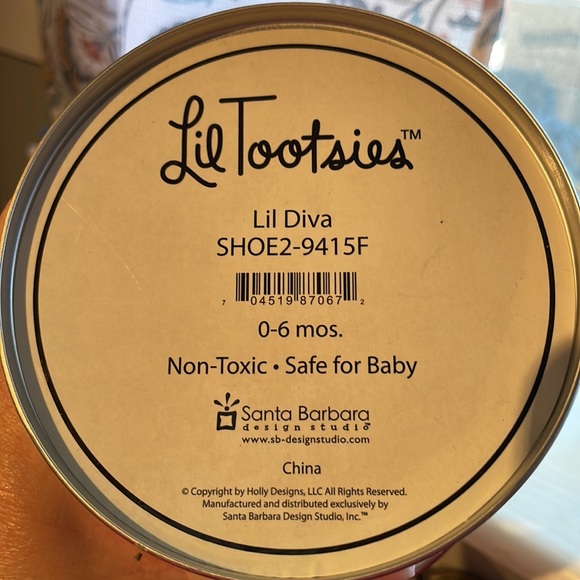 Lil Tootsies™
Lil Diva
SHOE2-9415F
7 04519 87067 2
0-6 mos.
Non-Toxic • Safe for Baby
Santa Barbara
design studio™
www.sb-designstudio.com
China
© Copyright by Holly Designs, LLC All Rights Reserved.
Manufactured and distributed exclusively by
Santa Barbara Design Studio, Inc.™